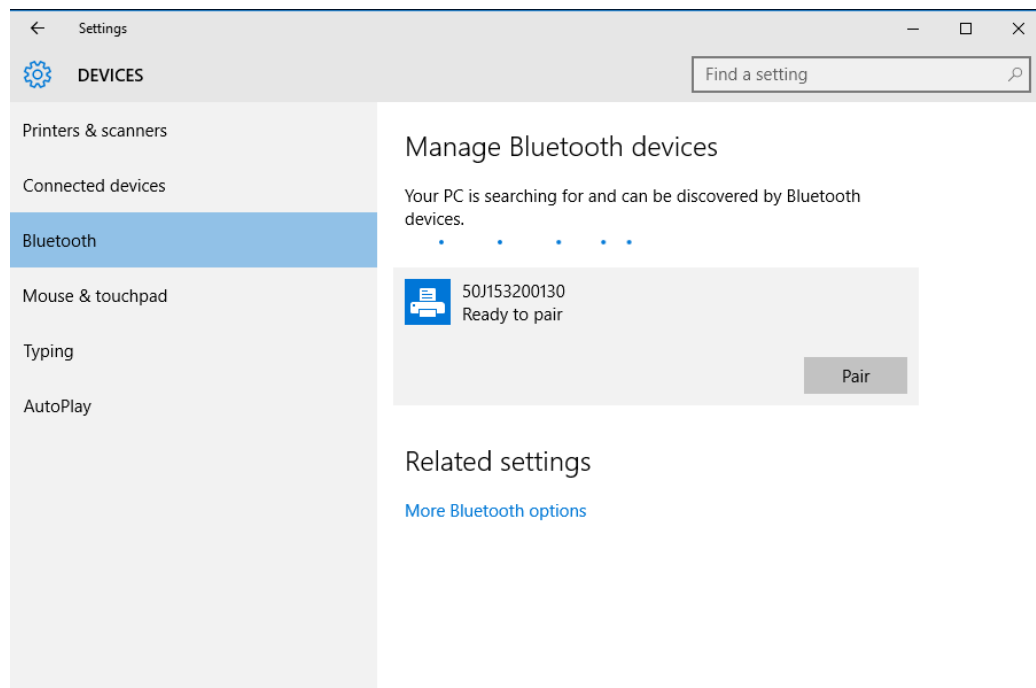 Settings
DEVICES
Find a setting
Printers & scanners
Connected devices
Bluetooth
Mouse & touchpad
Typing
AutoPlay
Manage Bluetooth devices
Your PC is searching for and can be discovered by Bluetooth
devices.
50J153200130
Ready to pair
Pair
Related settings
More Bluetooth options